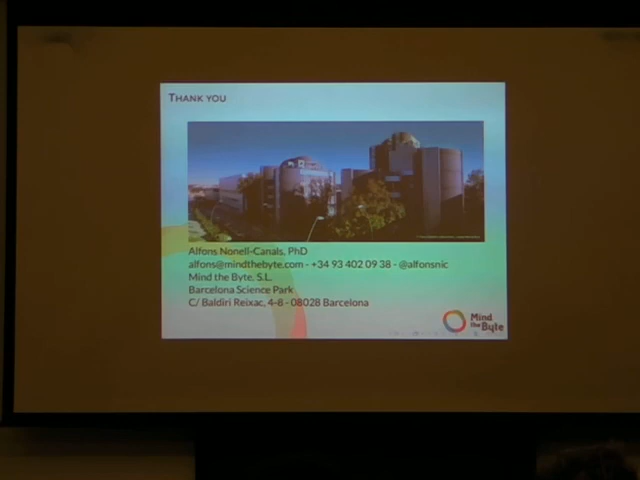 THANK YOU
Alfons Nonell-Canals, PhD
alfons@mindthebyte.com - +34 93 402 09 38 - @alfonsnic
Mind the Byte, S.L.
Barcelona Science Park
C/ Baldiri Reixac, 4-8 - 08028 Barcelona
Mind
the Byte